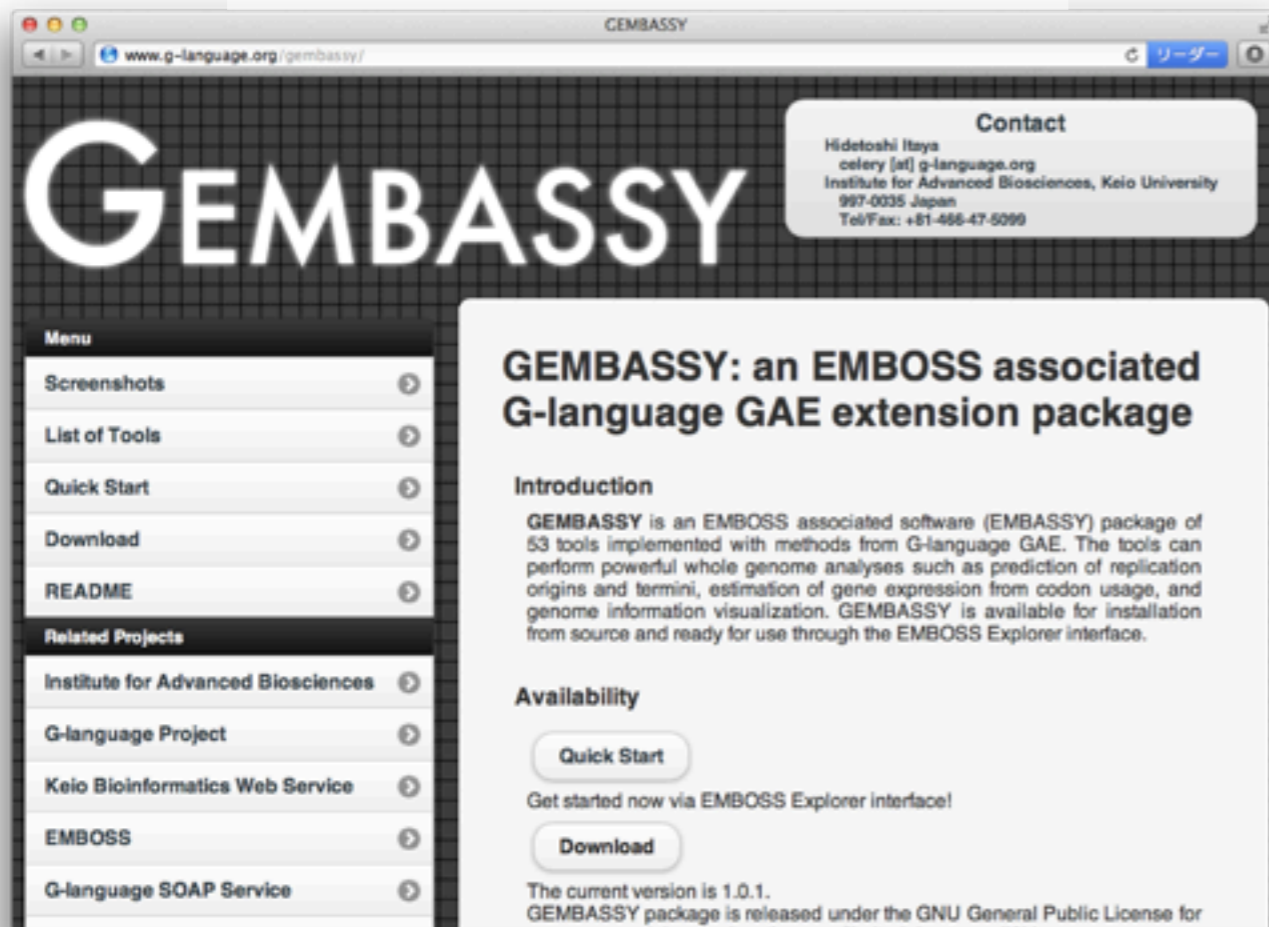 GEMBASSY
www.g-language.org/gembassy/
リーダー
GEMBASSY
Contact
Hidetoshi Itaya
celery [at] g-language.org
Institute for Advanced Biosciences, Keio University
997-0035 Japan
Tel/Fax: +81-466-47-5099
Menu
Screenshots
List of Tools
Quick Start
Download
README
Related Projects
Institute for Advanced Biosciences
G-language Project
Keio Bioinformatics Web Service
EMBOSS
G-language SOAP Service
GEMBASSY: an EMBOSS associated
G-language GAE extension package
Introduction
GEMBASSY is an EMBOSS associated software (EMBASSY) package of
53 tools implemented with methods from G-language GAE. The tools can
perform powerful whole genome analyses such as prediction of replication
origins and termini, estimation of gene expression from codon usage, and
genome information visualization. GEMBASSY is available for installation
from source and ready for use through the EMBOSS Explorer interface.
Availability
Quick Start
Get started now via EMBOSS Explorer interface!
Download
The current version is 1.0.1.
GEMBASSY package is released under the GNU General Public License for